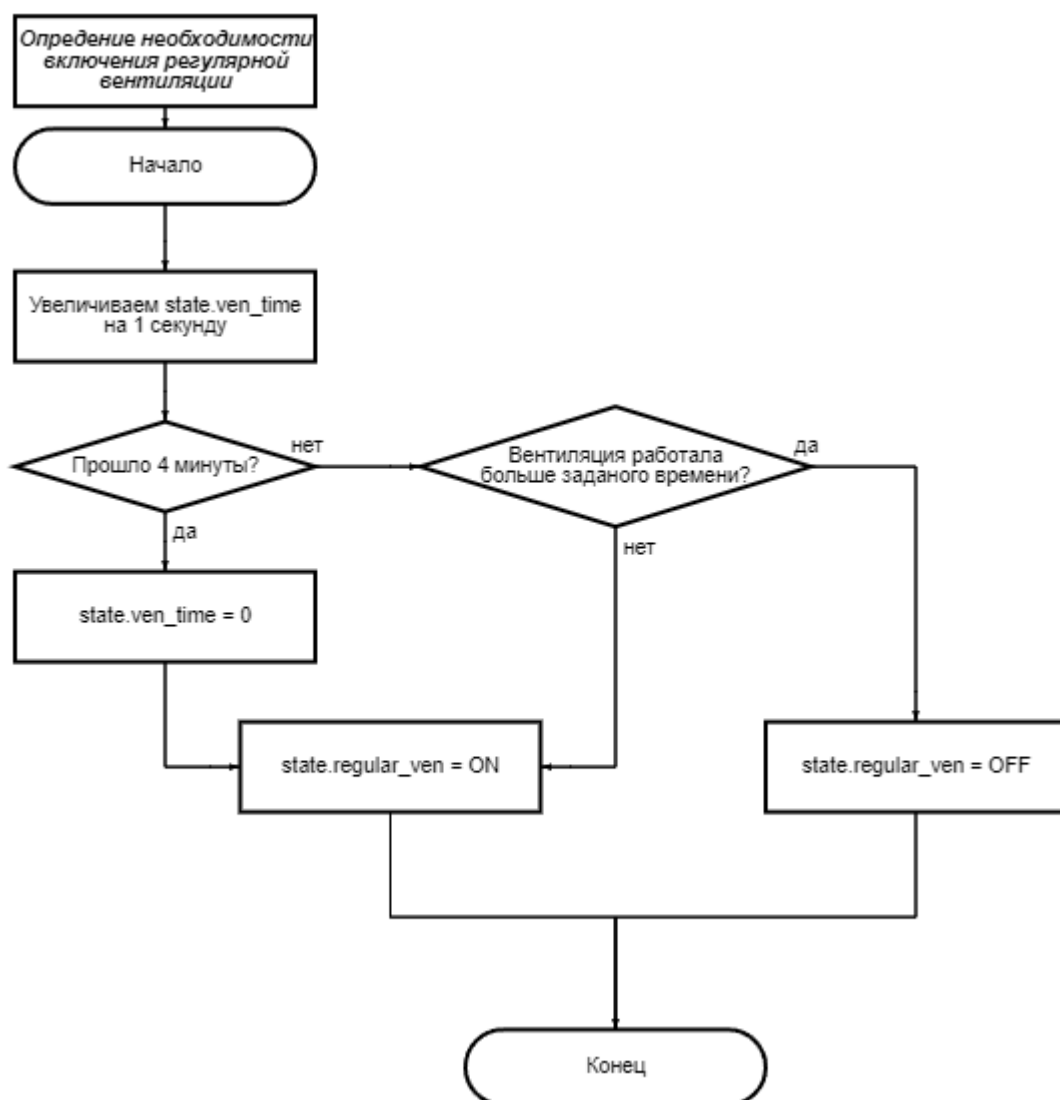 Опредение необходимости
включения регулярной
вентиляции
Начало
Увеличиваем state.ven_time
на 1 секунду
Прошло 4 минуты?
нет
да
Вентиляция работала
больше заданого времени?
да
нет
state.ven_time = 0
state.regular_ven = ON
state.regular_ven = OFF
Конец